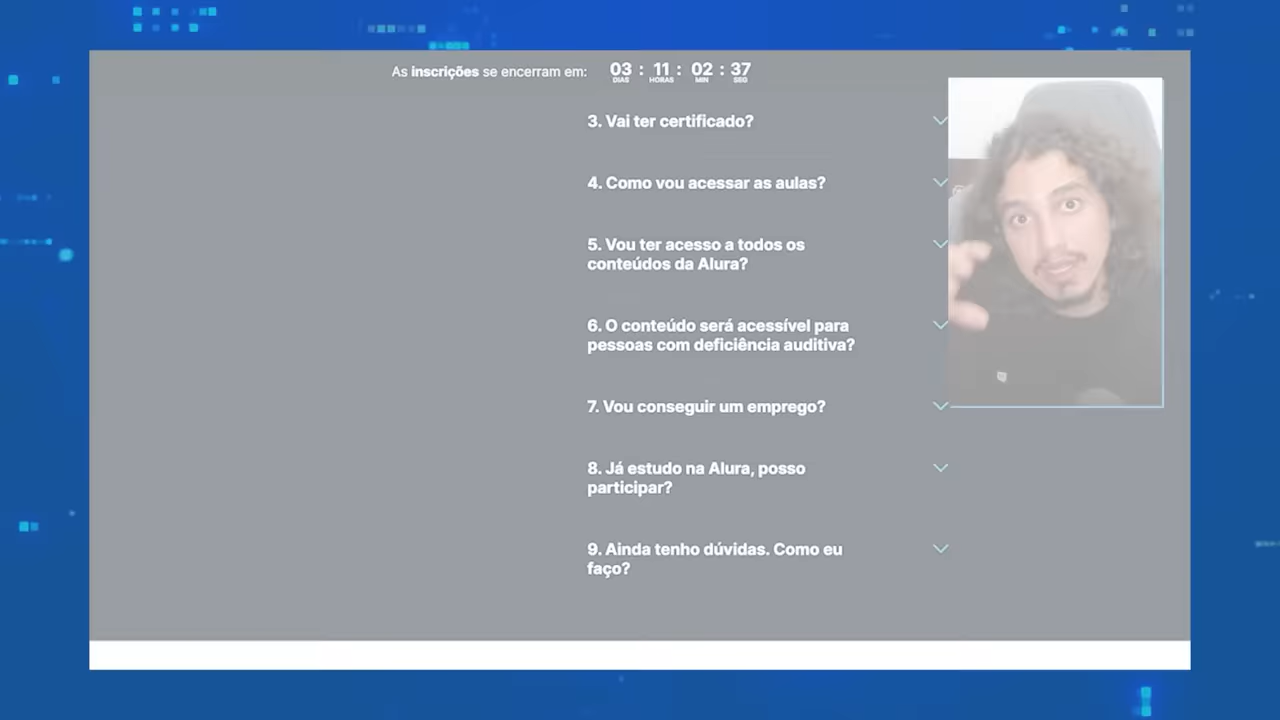 As inscrições se encerram em: 03 : 11 : 02 : 37
DIAS HORAS MIN SEG
3. Vai ter certificado?
4. Como vou acessar as aulas?
5. Vou ter acesso a todos os
conteúdos da Alura?
6. O conteúdo será acessível para
pessoas com deficiência auditiva?
7. Vou conseguir um emprego?
8. Já estudo na Alura, posso
participar?
9. Ainda tenho dúvidas. Como eu
faço?